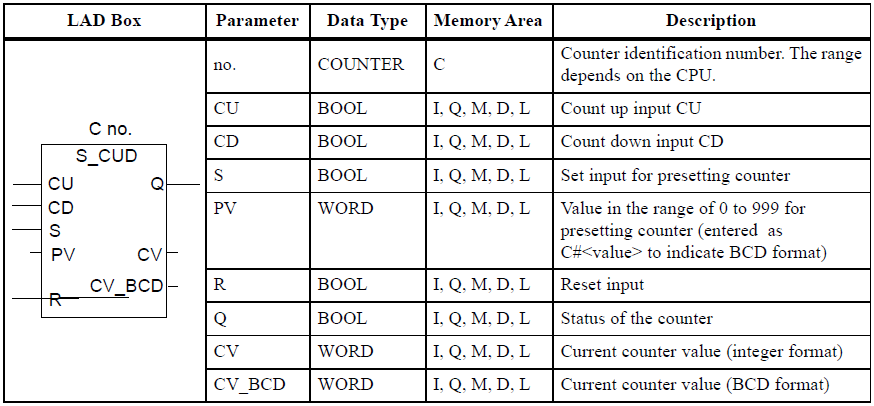 LAD Box Parameter Data Type Memory Area Description
no. COUNTER C Counter identification number. The range
depends on the CPU.
CU BOOL I, Q, M, D, L Count up input CU
CD BOOL I, Q, M, D, L Count down input CD
S BOOL I, Q, M, D, L Set input for presetting counter
PV WORD I, Q, M, D, L Value in the range of 0 to 999 for
presetting counter (entered as
C#<value> to indicate BCD format)
R BOOL I, Q, M, D, L Reset input
Q BOOL I, Q, M, D, L Status of the counter
CV WORD I, Q, M, D, L Current counter value (integer format)
CV_BCD WORD I, Q, M, D, L Current counter value (BCD format)
C no.
S_CUD
CU Q
CD
S
PV CV
CV_BCD
R